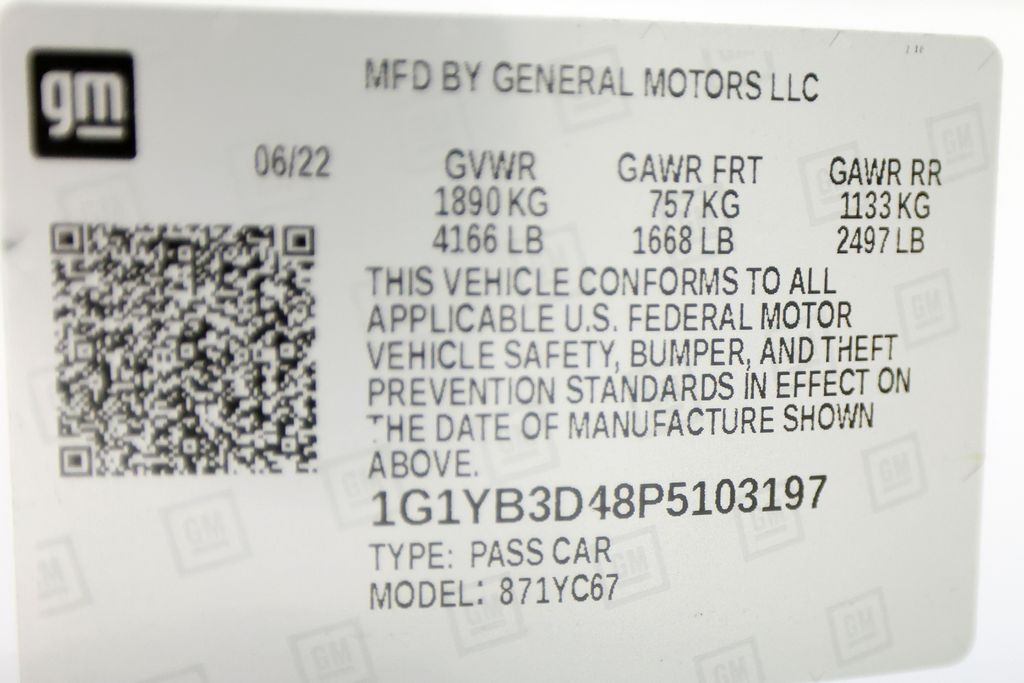 gm
MFD BY GENERAL MOTORS LLC
06/22
GVWR GAWR FRT GAWR RR
1890 KG 757 KG 1133 KG
4166 LB 1668 LB 2497 LB
THIS VEHICLE CONFORMS TO ALL
APPLICABLE U.S. FEDERAL MOTOR
VEHICLE SAFETY, BUMPER, AND THEFT
PREVENTION STANDARDS IN EFFECT ON
THE DATE OF MANUFACTURE SHOWN
ABOVE.
1G1YB3D48P5103197
TYPE: PASS CAR
MODEL: 871YC67